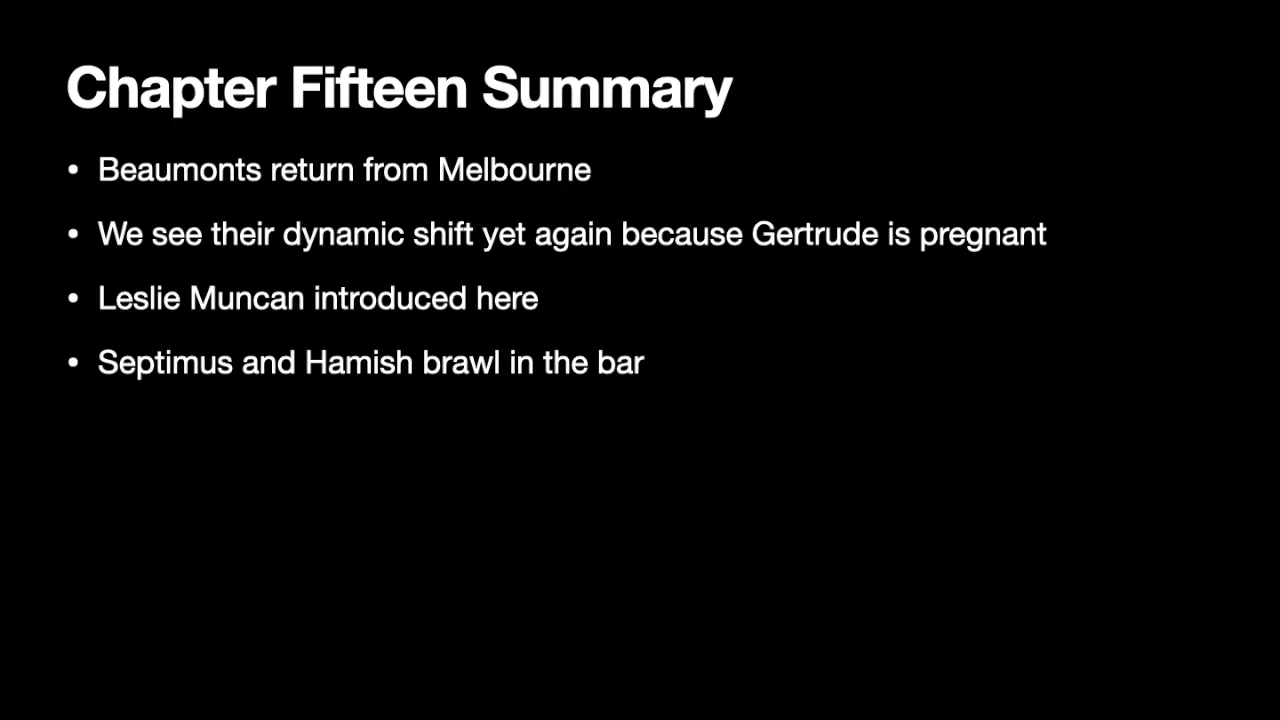 Chapter Fifteen Summary
• Beaumonts return from Melbourne
• We see their dynamic shift yet again because Gertrude is pregnant
• Leslie Muncan introduced here
• Septimus and Hamish brawl in the bar